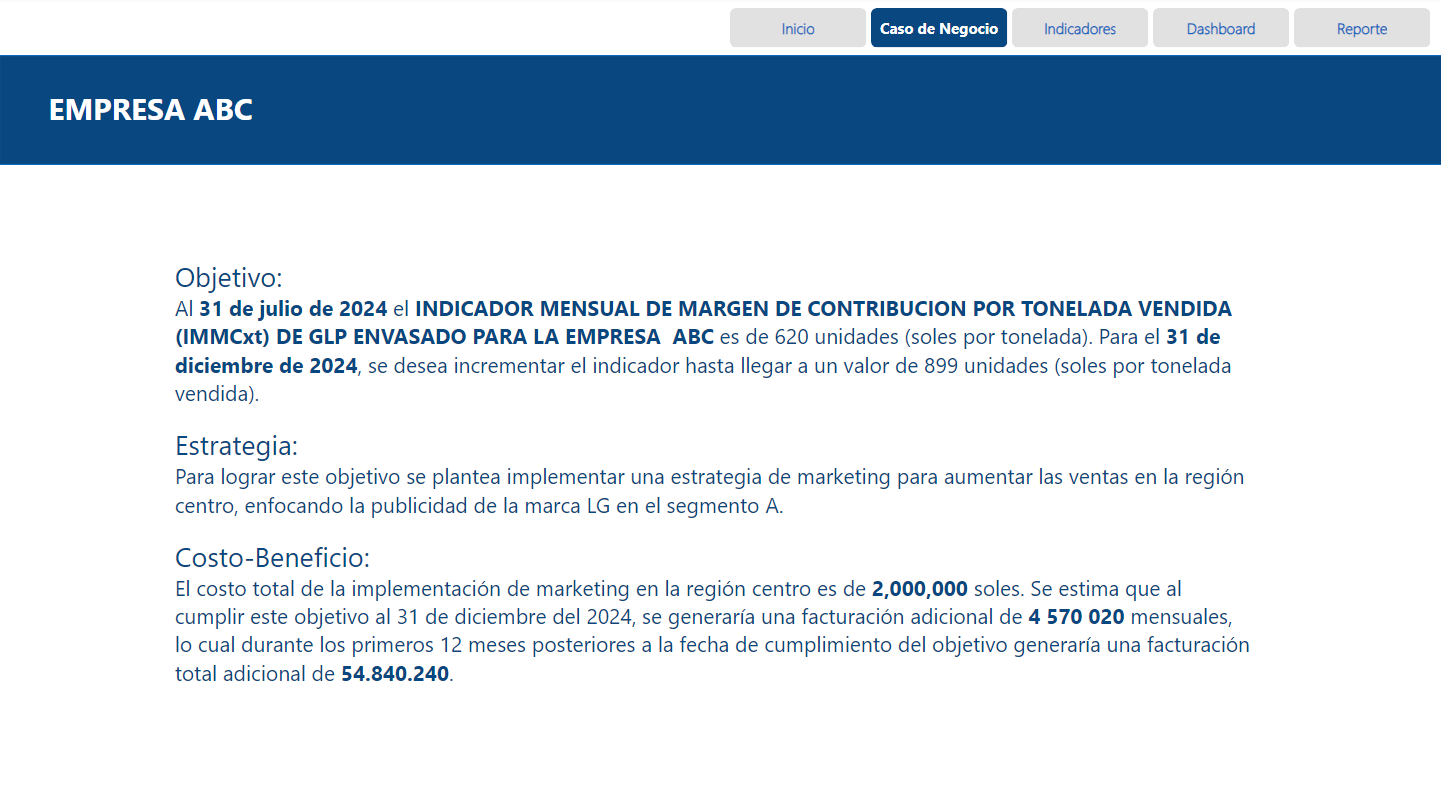 Inicio
Caso de Negocio
Indicadores
Dashboard
Reporte
EMPRESA ABC
Objetivo:
Al 31 de julio de 2024 el INDICADOR MENSUAL DE MARGEN DE CONTRIBUCION POR TONELADA VENDIDA
(IMMCxt) DE GLP ENVASADO PARA LA EMPRESA  ABC es de 620 unidades (soles por tonelada). Para el 31 de
diciembre de 2024, se desea incrementar el indicador hasta llegar a un valor de 899 unidades (soles por tonelada
vendida).
Estrategia:
Para lograr este objetivo se plantea implementar una estrategia de marketing para aumentar las ventas en la región
centro, enfocando la publicidad de la marca LG en el segmento A.
Costo-Beneficio:
El costo total de la implementación de marketing en la región centro es de 2,000,000 soles. Se estima que al
cumplir este objetivo al 31 de diciembre del 2024, se generaría una facturación adicional de 4 570 020 mensuales,
lo cual durante los primeros 12 meses posteriores a la fecha de cumplimiento del objetivo generaría una facturación
total adicional de 54.840.240.